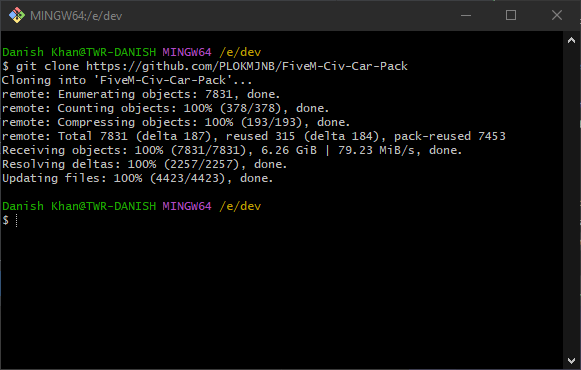 MINGW64:/e/dev
Danish Khan@TWR-DANISH MINGW64 /e/dev
$ git clone https://github.com/PLOKMJNB/FiveM-Civ-Car-Pack
Cloning into 'FiveM-Civ-Car-Pack'...
remote: Enumerating objects: 7831, done.
remote: Counting objects: 100% (378/378), done.
remote: Compressing objects: 100% (193/193), done.
remote: Total 7831 (delta 187), reused 315 (delta 184), pack-reused 7453
Receiving objects: 100% (7831/7831), 6.26 GiB | 79.23 MiB/s, done.
Resolving deltas: 100% (2257/2257), done.
Updating files: 100% (4423/4423), done.
Danish Khan@TWR-DANISH MINGW64 /e/dev
$